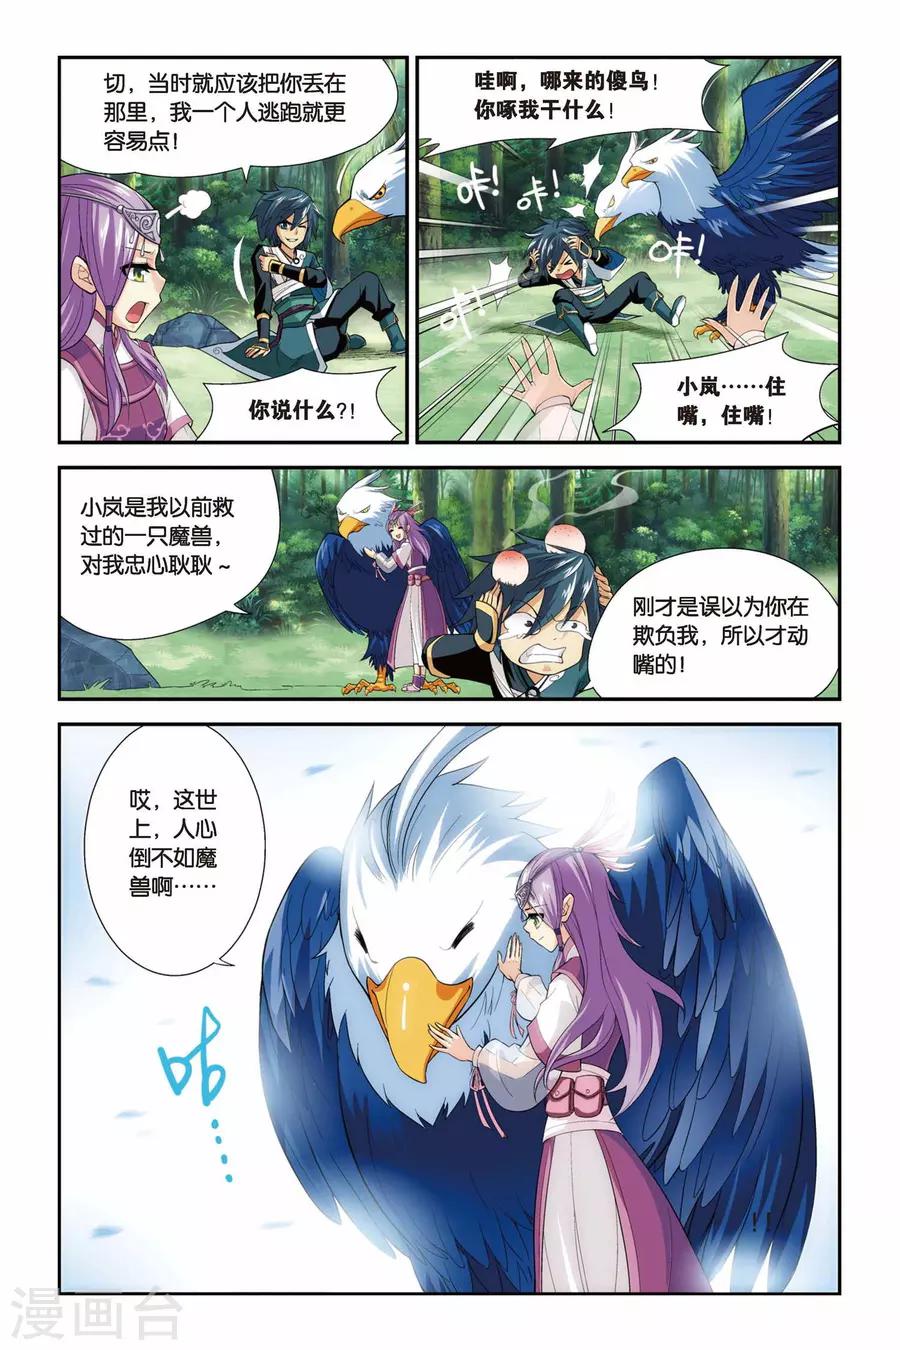 切，当时就应该把你丢在
那里，我一个人逃跑就更
容易点！
你说什么？！
哇啊，哪来的傻鸟！
你啄我干什么！
咔！
咔！
咔！
咔！
小岚……住
嘴，住嘴！
小岚是我以前救
过的一只魔兽，
对我忠心耿耿～
刚才是误以为你在
欺负我，所以才动
嘴的！
哎，这世
上，人心
倒不如魔
兽啊……
咕……
！！
漫画台